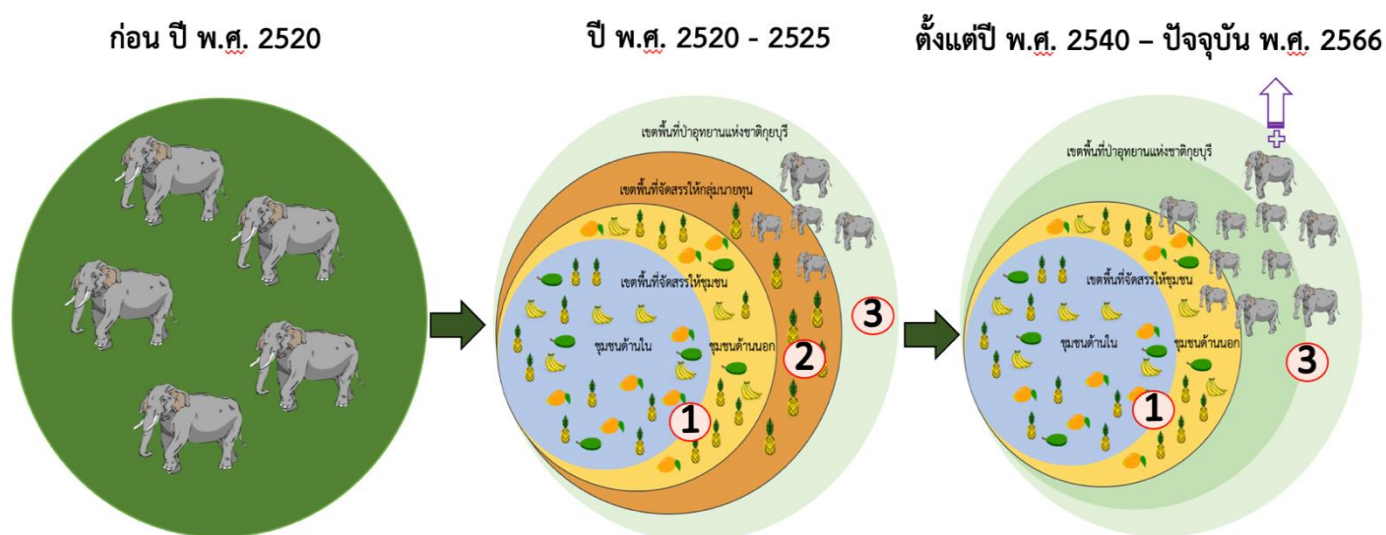 ก่อน ปี พ.ศ. 2520
ปี พ.ศ. 2520 - 2525
ตั้งแต่ปี พ.ศ. 2540 – ปัจจุบัน พ.ศ. 2566
เขตพื้นที่ป่าอุทยานแห่งชาติกุยบุรี
เขตพื้นที่จัดสรรให้กลุ่มนายทุน
เขตพื้นที่จัดสรรให้ชุมชน
ชุมชนด้านใน
ชุมชนด้านนอก
1
2
3
เขตพื้นที่ป่าอุทยานแห่งชาติกุยบุรี
เขตพื้นที่จัดสรรให้ชุมชน
ชุมชนด้านใน
ชุมชนด้านนอก
1
3